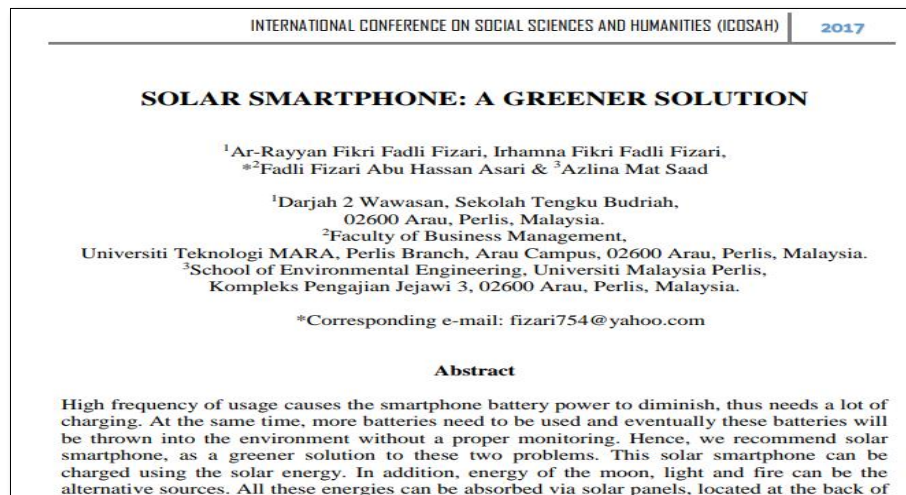 INTERNATIONAL CONFERENCE ON SOCIAL SCIENCES AND HUMANITIES (ICOSAH) 2017
SOLAR SMARTPHONE: A GREENER SOLUTION
¹Ar-Rayyan Fikri Fadli Fizari, Irhamna Fikri Fadli Fizari,
*²Fadli Fizari Abu Hassan Asari & ³Azlina Mat Saad
¹Darjah 2 Wawasan, Sekolah Tengku Budriah,
02600 Arau, Perlis, Malaysia.
²Faculty of Business Management,
Universiti Teknologi MARA, Perlis Branch, Arau Campus, 02600 Arau, Perlis, Malaysia.
³School of Environmental Engineering, Universiti Malaysia Perlis,
Kompleks Pengajian Jejawi 3, 02600 Arau, Perlis, Malaysia.
*Corresponding e-mail: fizari754@yahoo.com
Abstract
High frequency of usage causes the smartphone battery power to diminish, thus needs a lot of
charging. At the same time, more batteries need to be used and eventually these batteries will
be thrown into the environment without a proper monitoring. Hence, we recommend solar
smartphone, as a greener solution to these two problems. This solar smartphone can be
charged using the solar energy. In addition, energy of the moon, light and fire can be the
alternative sources. All these energies can be absorbed via solar panels, located at the back of